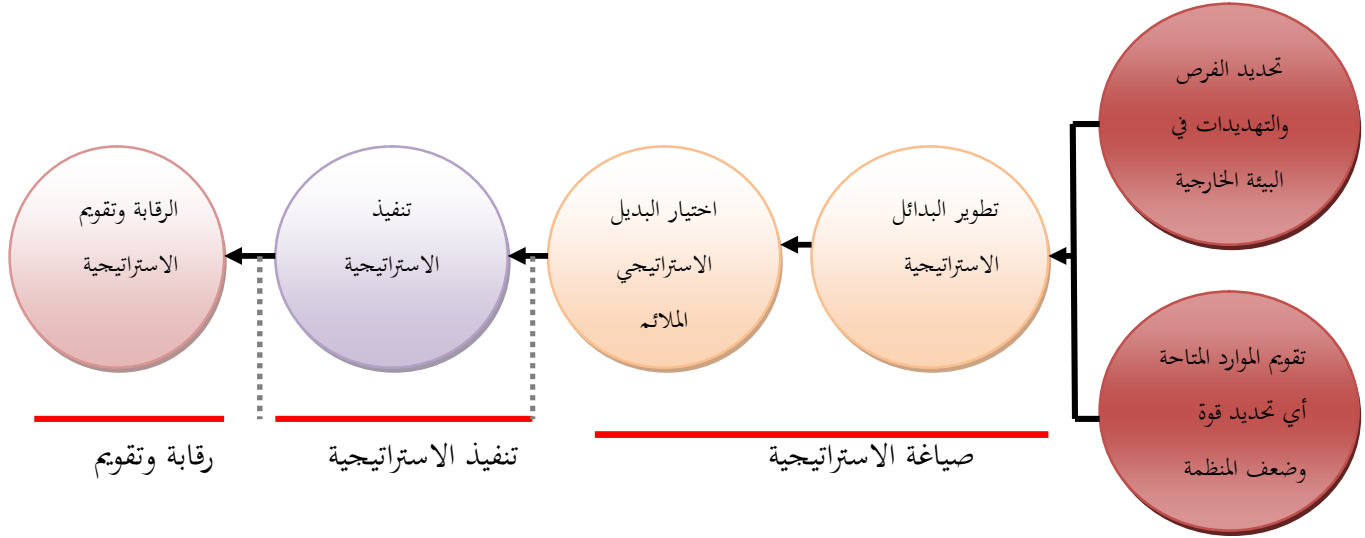 تحديد الفرص
والتهديدات في
البيئة الخارجية
تقويم الموارد المتاحة
أي تحديد قوة
وضعف المنظمة
تطوير البدائل
الاستراتيجية
اختيار البديل
الاستراتيجي
الملائم
تنفيذ
الاستراتيجية
الرقابة وتقويم
الاستراتيجية
صياغة الاستراتيجية
تنفيذ الاستراتيجية
رقابة وتقويم